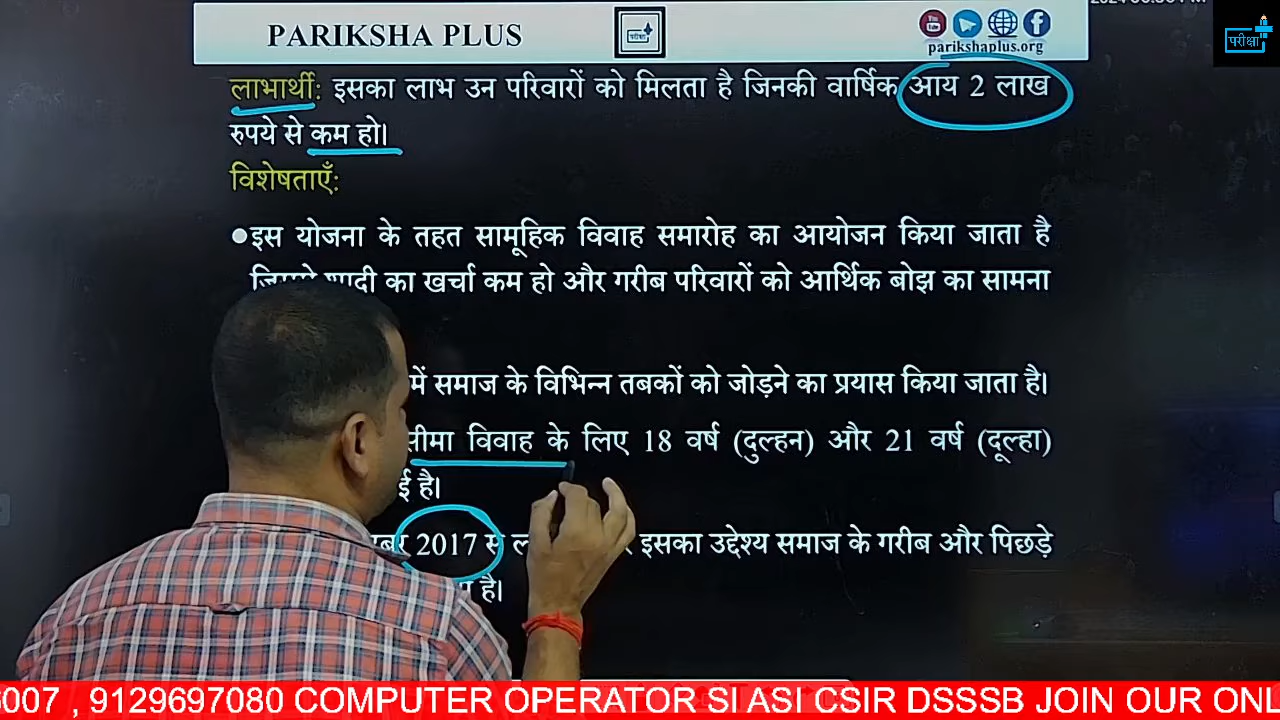 PARIKSHA PLUS
परीक्षा
parikshaplus.org
परीक्षा
लाभार्थी: इसका लाभ उन परिवारों को मिलता है जिनकी वार्षिक आय 2 लाख
रुपये से कम हो।
विशेषताएँ:
इस योजना के तहत सामूहिक विवाह समारोह का आयोजन किया जाता है
का खर्चा कम हो और गरीब परिवारों को आर्थिक बोझ का सामना
में समाज के विभिन्न तबकों को जोड़ने का प्रयास किया जाता है।
सीमा विवाह के लिए 18 वर्ष (दुल्हन) और 21 वर्ष (दूल्हा)
है।
2017 इसका उद्देश्य समाज के गरीब और पिछड़े
है।
6007 , 9129697080 COMPUTER OPERATOR SI ASI CSIR DSSSB JOIN OUR ONL